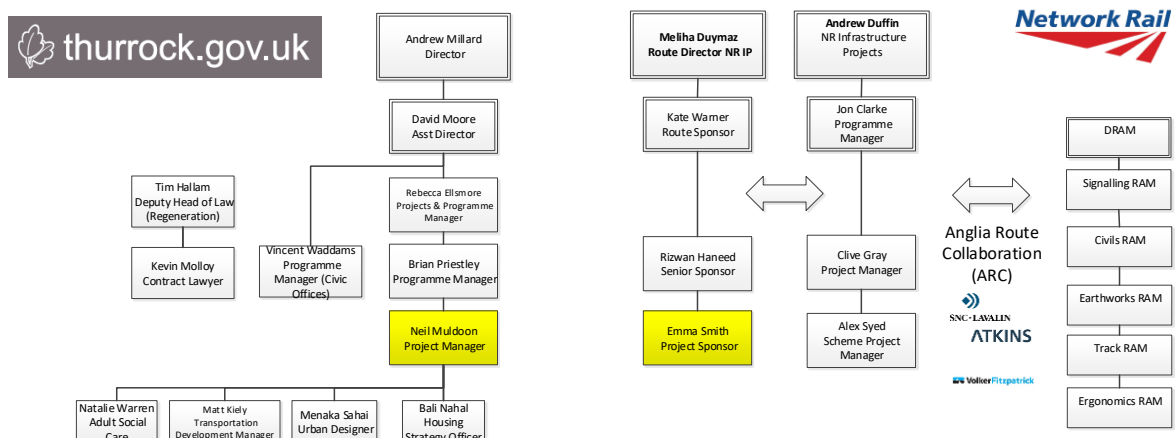 thurrock.gov.uk
Andrew Millard
Director
David Moore
Asst Director
Tim Hallam
Deputy Head of Law
(Regeneration)
Kevin Molloy
Contract Lawyer
Rebecca Ellsmore
Projects & Programme
Manager
Vincent Waddams
Programme
Manager (Civic
Offices)
Brian Priestley
Programme Manager
Neil Muldoon
Project Manager
Natalie Warren
Adult Social
Care
Matt Kiely
Transportation
Development Manager
Menaka Sahai
Urban Designer
Bali Nahal
Housing
Strategy Officer
Meliha Duymaz
Route Director NR IP
Kate Warner
Route Sponsor
Rizwan Haneed
Senior Sponsor
Emma Smith
Project Sponsor
Andrew Duffin
NR Infrastructure
Projects
Jon Clarke
Programme
Manager
Clive Gray
Project Manager
Alex Syed
Scheme Project
Manager
Network Rail
Anglia Route
Collaboration
(ARC)
SNC•LAVALIN
ATKINS
VolkerFitzpatrick
DRAM
Signalling RAM
Civils RAM
Earthworks RAM
Track RAM
Ergonomics RAM